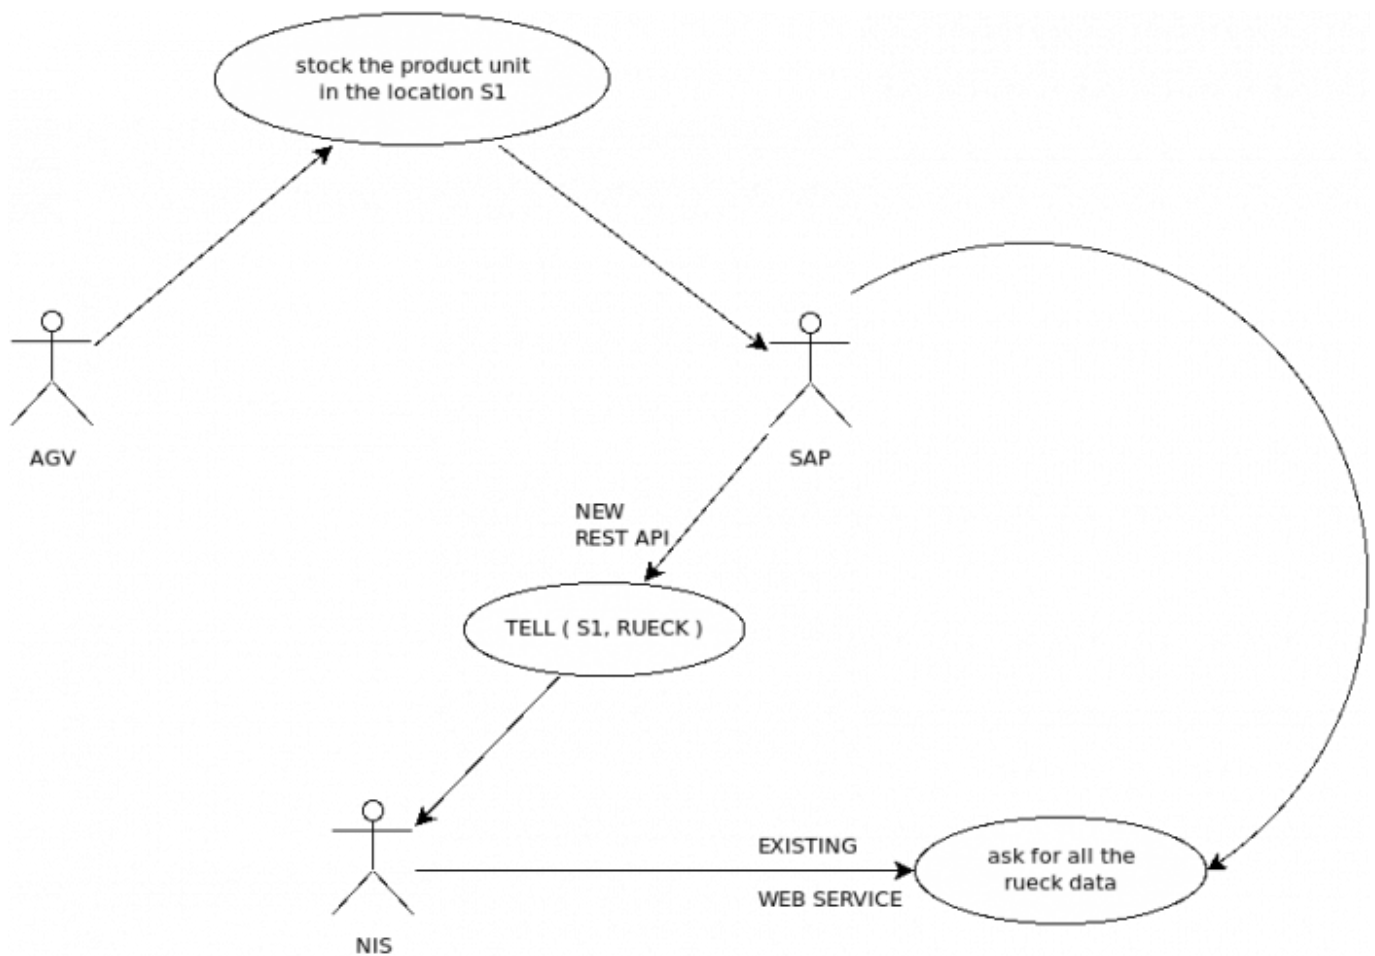 stock the product unit
in the location S1
AGV
SAP
NEW
REST API
TELL ( S1, RUECK )
EXISTING
WEB SERVICE
ask for all the
rueck data
NIS